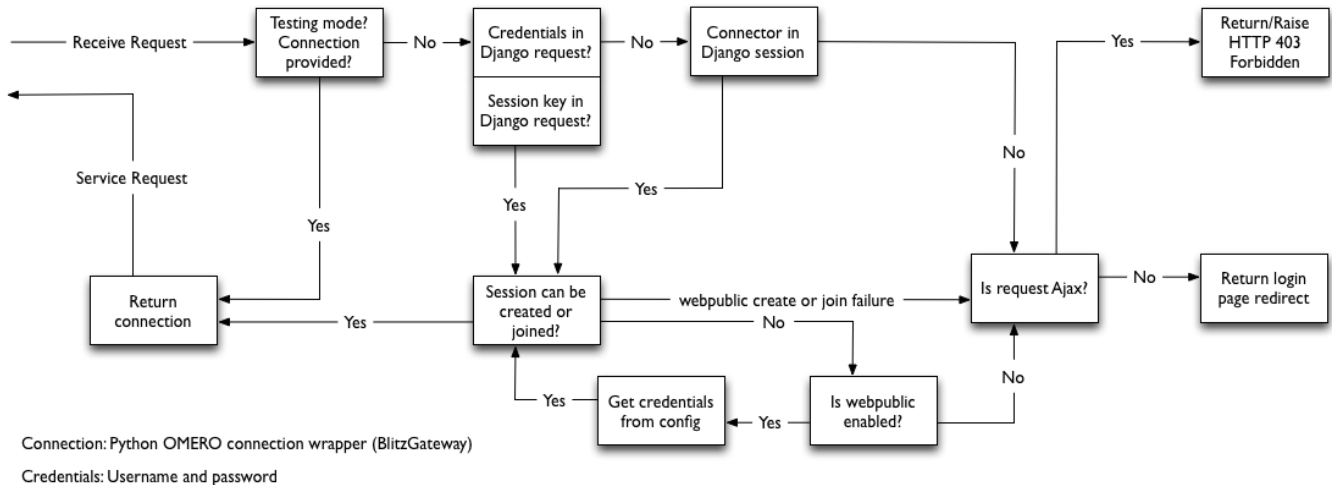 Receive Request
Testing mode?
Connection
provided?
No
Credentials in
Django request?
Session key in
Django request?
No
Connector in
Django session
Yes
Return/Raise
HTTP 403
Forbidden
No
Service Request
Yes
Yes
Yes
Return
connection
Yes
Session can be
created or
joined?
webpublic create or join failure
No
Is request Ajax?
No
Return login
page redirect
Yes
Get credentials
from config
Yes
Is webpublic
enabled?
No
Connection: Python OMERO connection wrapper (BlitzGateway)
Credentials: Username and password